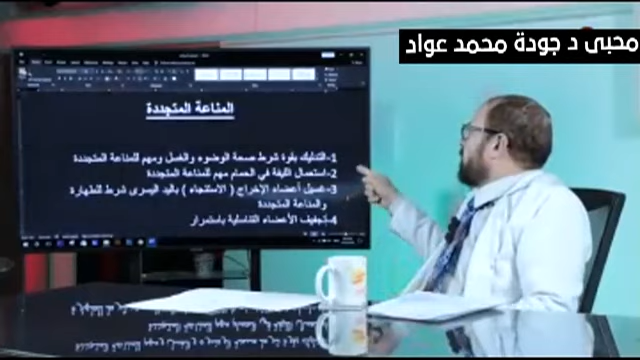 محبى د جودة محمد عواد
المناعة المتجددة
1-التدليك بقوة شرط صحة الوضوء والغسل ومهم للمناعة المتجددة
2-استعمال الليفة في الحمام مهم للمناعة المتجددة
3-غسيل أعضاء الإخراج ( الاستنجاء ) باليد اليسرى شرط للطهارة
والمناعة المتجددة
4-تجفيف الأعضاء التناسلية باستمرار